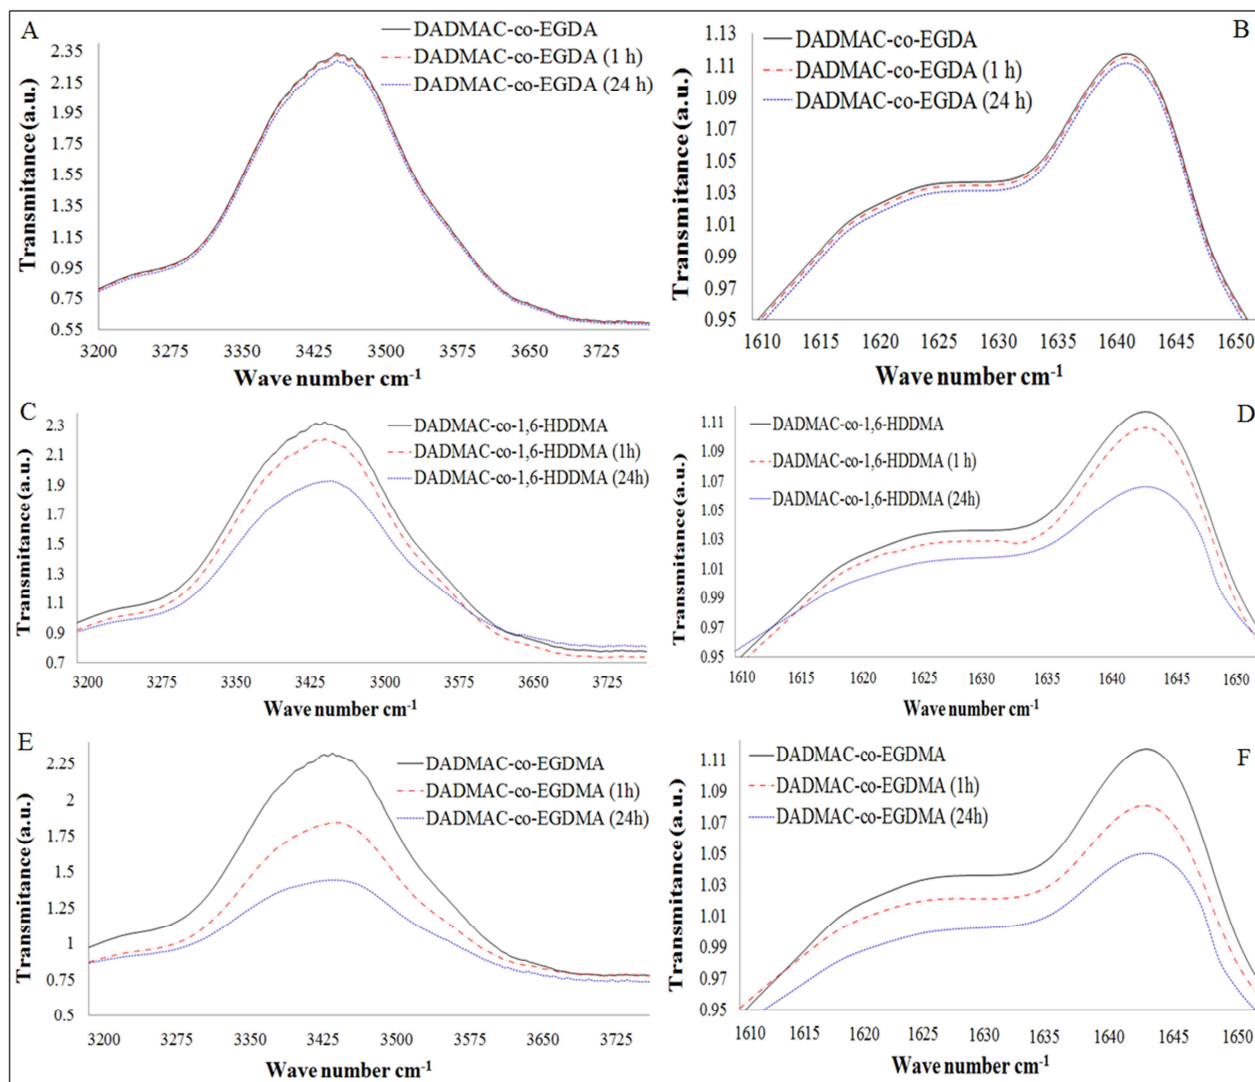 A
DADMAC-co-EGDA
DADMAC-co-EGDA (1 h)
DADMAC-co-EGDA (24 h)
Transmitance (a.u.)
2.35
2.15
1.95
1.75
1.55
1.35
1.15
0.95
0.75
0.55
3200 3275 3350 3425 3500 3575 3650 3725
Wave number cm-1
B
DADMAC-co-EGDA
DADMAC-co-EGDA (1 h)
DADMAC-co-EGDA (24 h)
Transmitance (a.u.)
1.13
1.11
1.09
1.07
1.05
1.03
1.01
0.99
0.97
0.95
1610 1615 1620 1625 1630 1635 1640 1645 1650
Wave number cm-1
C
DADMAC-co-1,6-HDDMA
DADMAC-co-1,6-HDDMA (1h)
DADMAC-co-1,6-HDDMA (24h)
Transmitance (a.u.)
2.3
2.1
1.9
1.7
1.5
1.3
1.1
0.9
0.7
3200 3275 3350 3425 3500 3575 3650 3725
Wave number cm-1
D
DADMAC-co-1,6-HDDMA
DADMAC-co-1,6-HDDMA (1 h)
DADMAC-co-1,6-HDDMA (24h)
Transmitance (a.u.)
1.11
1.09
1.07
1.05
1.03
1.01
0.99
0.97
0.95
1610 1615 1620 1625 1630 1635 1640 1645 1650
Wave number cm-1
E
DADMAC-co-EGDMA
DADMAC-co-EGDMA (1h)
DADMAC-co-EGDMA (24h)
Transmitance (a.u.)
2.25
2
1.75
1.5
1.25
1
0.75
0.5
3200 3275 3350 3425 3500 3575 3650 3725
Wave number cm-1
F
DADMAC-co-EGDMA
DADMAC-co-EGDMA (1h)
DADMAC-co-EGDMA (24h)
Transmitance (a.u.)
1.11
1.09
1.07
1.05
1.03
1.01
0.99
0.97
0.95
1610 1615 1620 1625 1630 1635 1640 1645 1650
Wave number cm-1